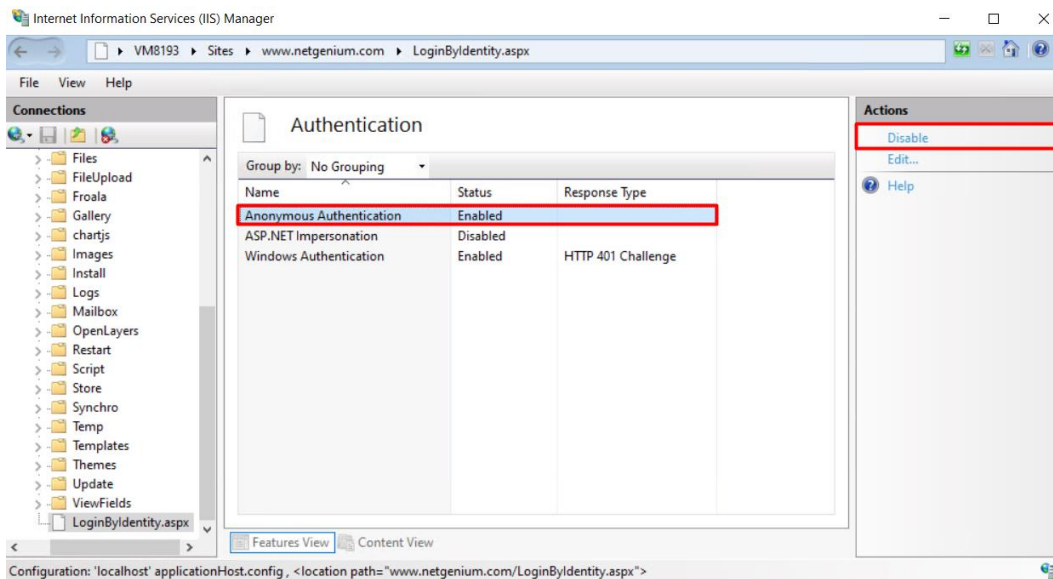 Internet Information Services (IIS) Manager
VM8193 Sites www.netgenium.com LoginByIdentity.aspx
File View Help
Connections
Files
FileUpload
Froala
Gallery
chartjs
Images
Install
Logs
Mailbox
OpenLayers
Restart
Script
Store
Synchro
Temp
Templates
Themes
Update
ViewFields
LoginByIdentity.aspx
Authentication
Group by: No Grouping
Name Status Response Type
Anonymous Authentication Enabled
ASP.NET Impersonation Disabled
Windows Authentication Enabled HTTP 401 Challenge
Features View Content View
Actions
Disable
Edit...
Help
Configuration: 'localhost' applicationHost.config , <location path="www.netgenium.com/LoginByIdentity.aspx">